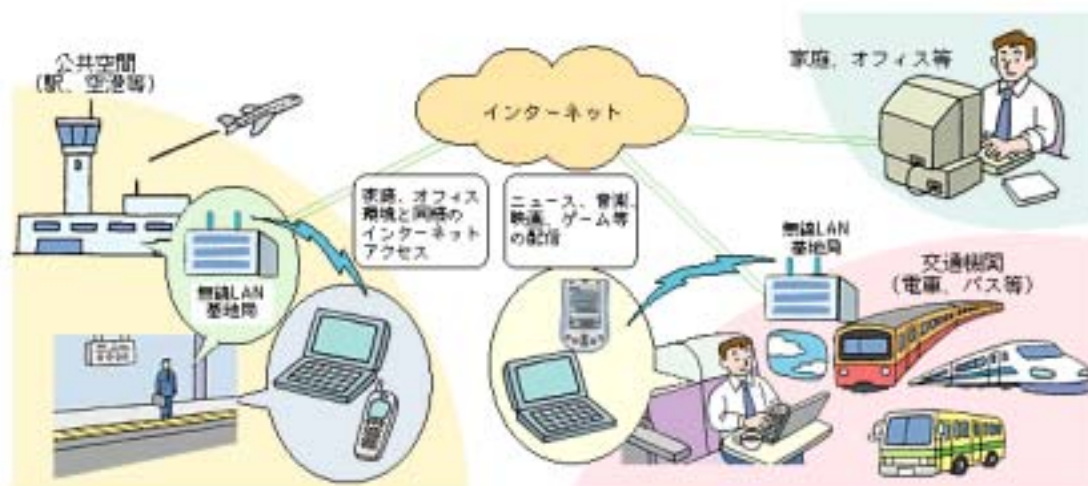 公共空間
(駅、空港等)
インターネット
家庭、オフィス等
家庭、オフィス
環境と同様の
インターネット
アクセス
ニュース、音楽、
映画、ゲーム等
の配信
無線LAN
基地局
無線LAN
基地局
交通機関
(電車、バス等)